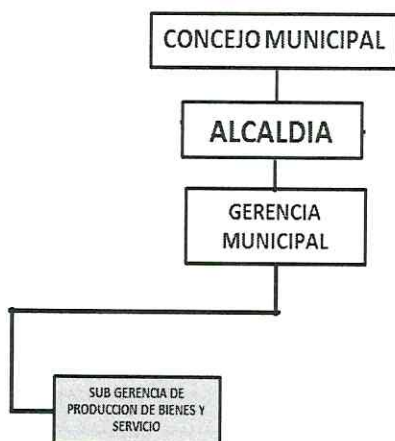 CONCEJO MUNICIPAL
ALCALDIA
GERENCIA
MUNICIPAL
SUB GERENCIA DE
PRODUCCION DE BIENES Y
SERVICIO